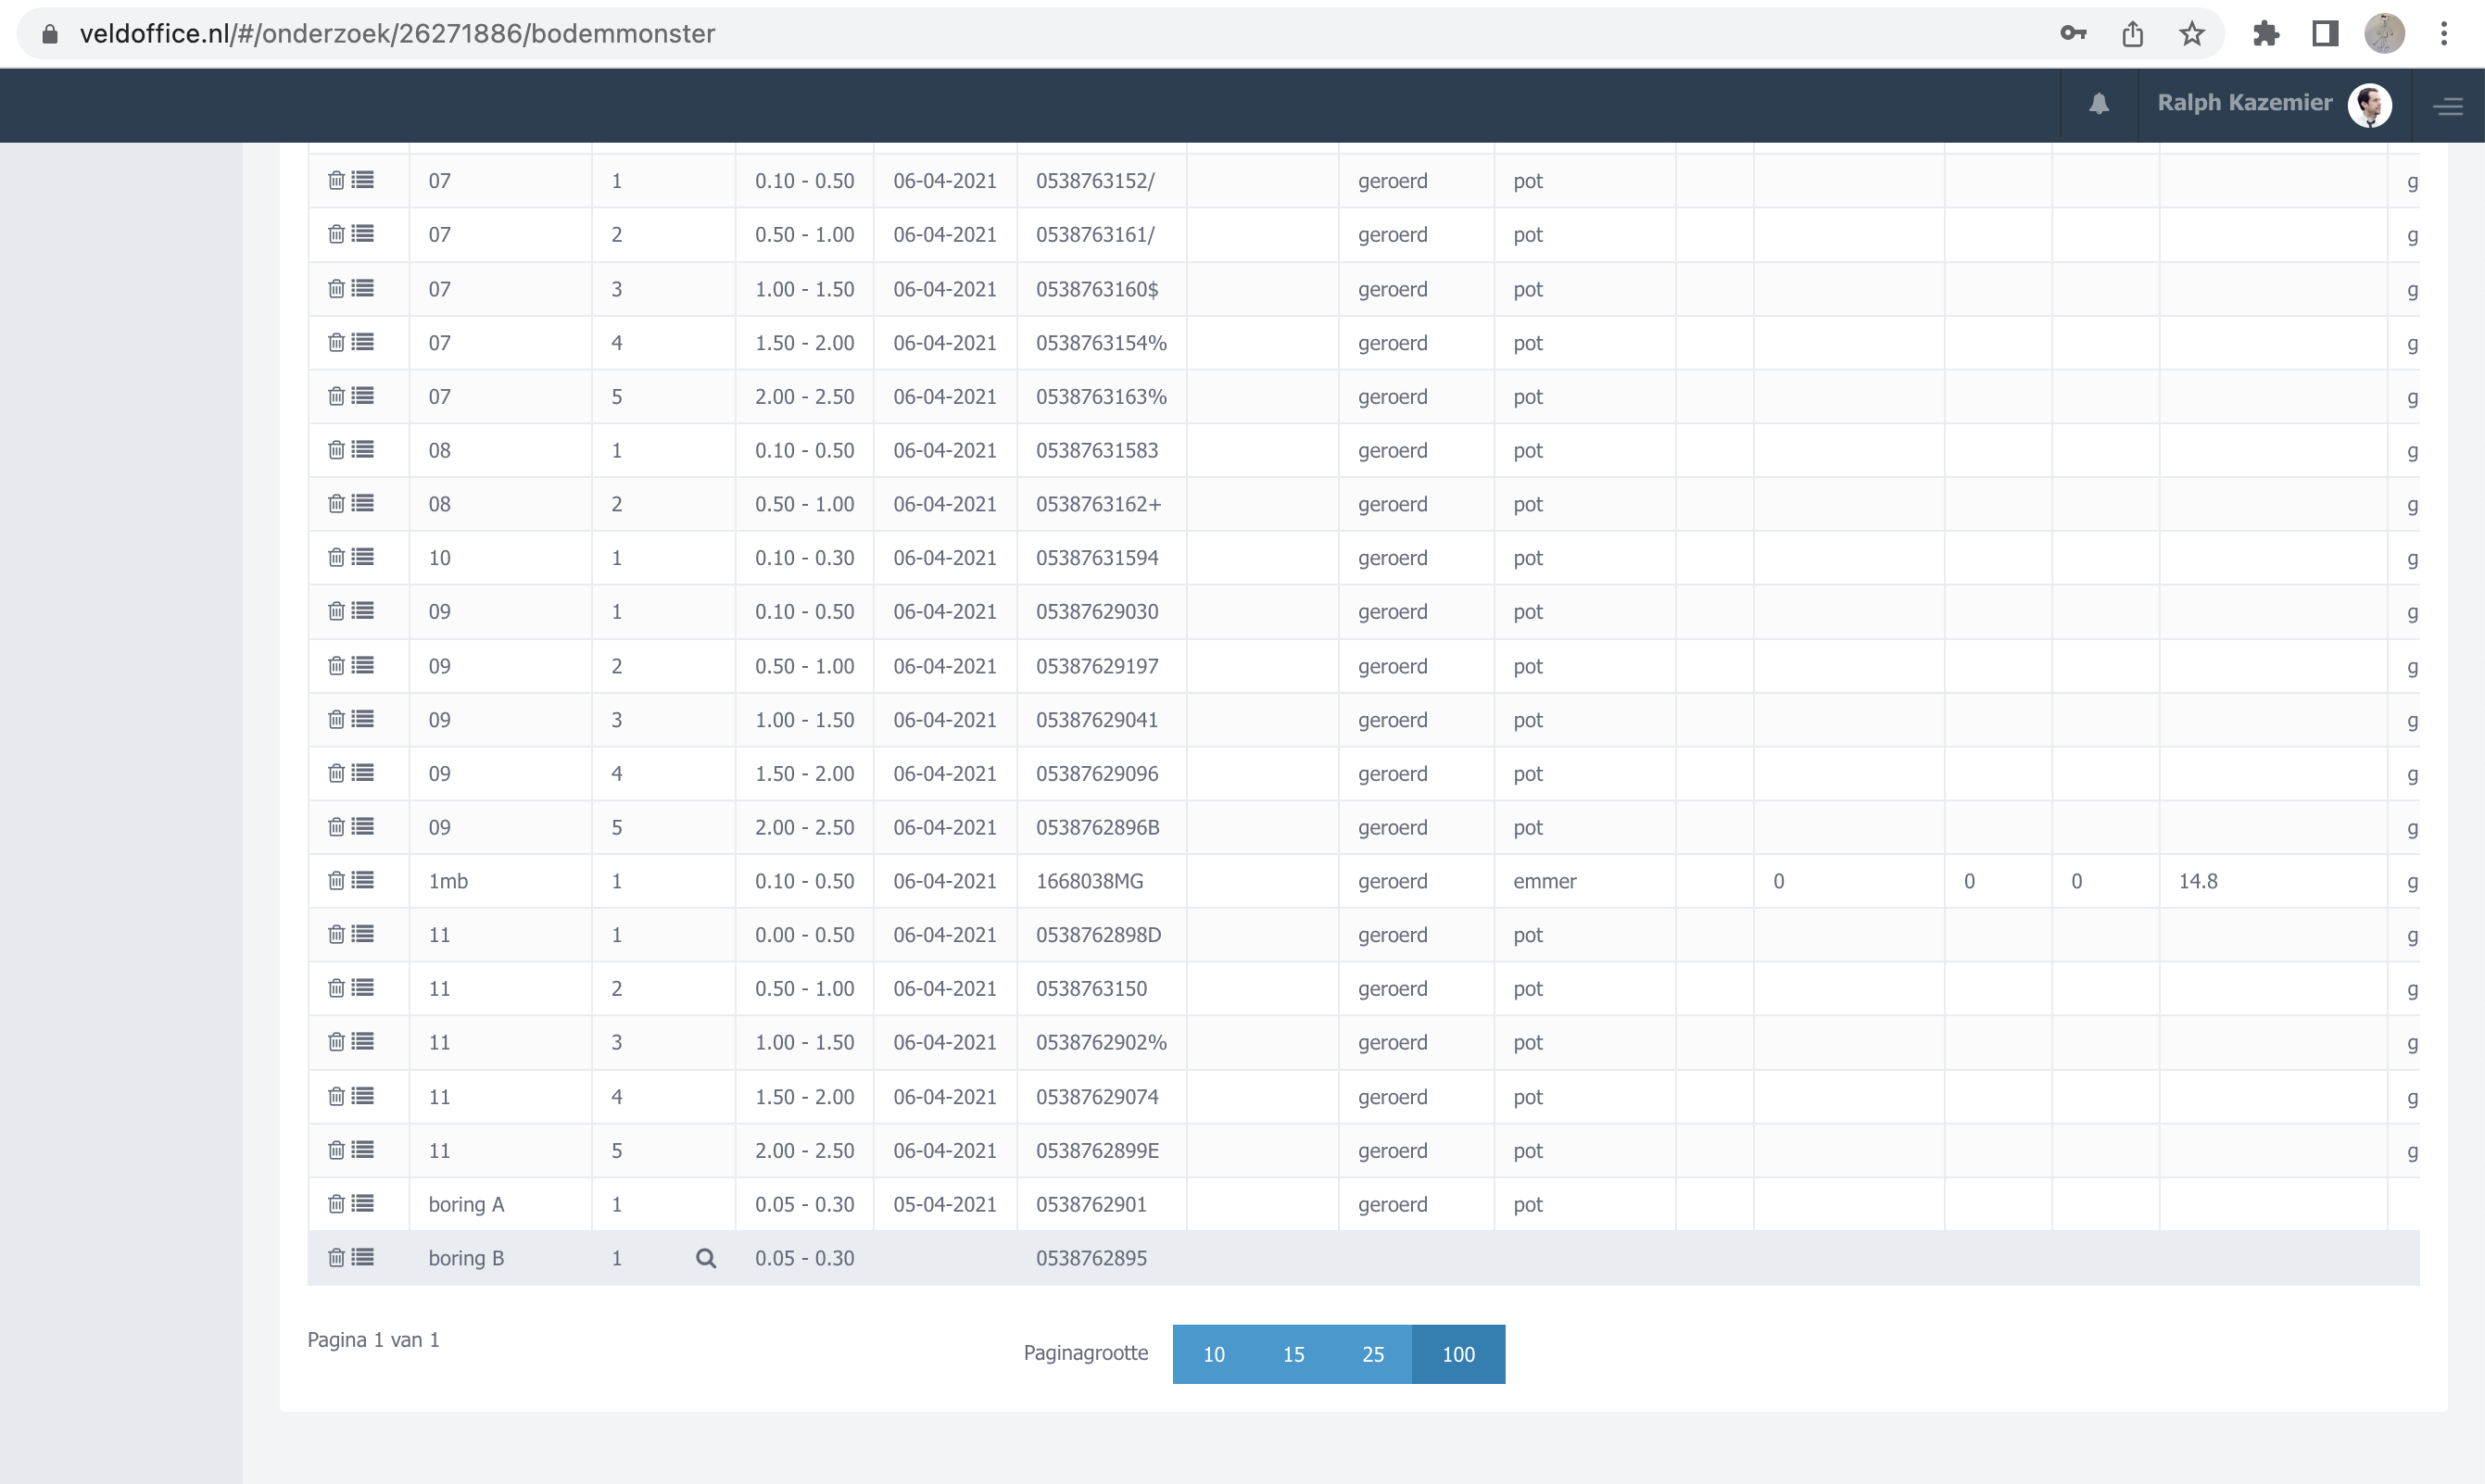 veldoffice.nl/#/onderzoek/26271886/bodemmonster
Ralph Kazemier
07 1 0.10 - 0.50 06-04-2021 0538763152/ geroerd pot g
07 2 0.50 - 1.00 06-04-2021 0538763161/ geroerd pot g
07 3 1.00 - 1.50 06-04-2021 0538763160$ geroerd pot g
07 4 1.50 - 2.00 06-04-2021 0538763154% geroerd pot g
07 5 2.00 - 2.50 06-04-2021 0538763163% geroerd pot g
08 1 0.10 - 0.50 06-04-2021 05387631583 geroerd pot g
08 2 0.50 - 1.00 06-04-2021 0538763162+ geroerd pot g
10 1 0.10 - 0.30 06-04-2021 05387631594 geroerd pot g
09 1 0.10 - 0.50 06-04-2021 05387629030 geroerd pot g
09 2 0.50 - 1.00 06-04-2021 05387629197 geroerd pot g
09 3 1.00 - 1.50 06-04-2021 05387629041 geroerd pot g
09 4 1.50 - 2.00 06-04-2021 05387629096 geroerd pot g
09 5 2.00 - 2.50 06-04-2021 0538762896B geroerd pot g
1mb 1 0.10 - 0.50 06-04-2021 1668038MG geroerd emmer 0 0 0 14.8 g
11 1 0.00 - 0.50 06-04-2021 0538762898D geroerd pot g
11 2 0.50 - 1.00 06-04-2021 0538763150 geroerd pot g
11 3 1.00 - 1.50 06-04-2021 0538762902% geroerd pot g
11 4 1.50 - 2.00 06-04-2021 05387629074 geroerd pot g
11 5 2.00 - 2.50 06-04-2021 0538762899E geroerd pot g
boring A 1 0.05 - 0.30 05-04-2021 0538762901 geroerd pot
boring B 1 0.05 - 0.30 0538762895
Pagina 1 van 1
Paginagrootte 10 15 25 100